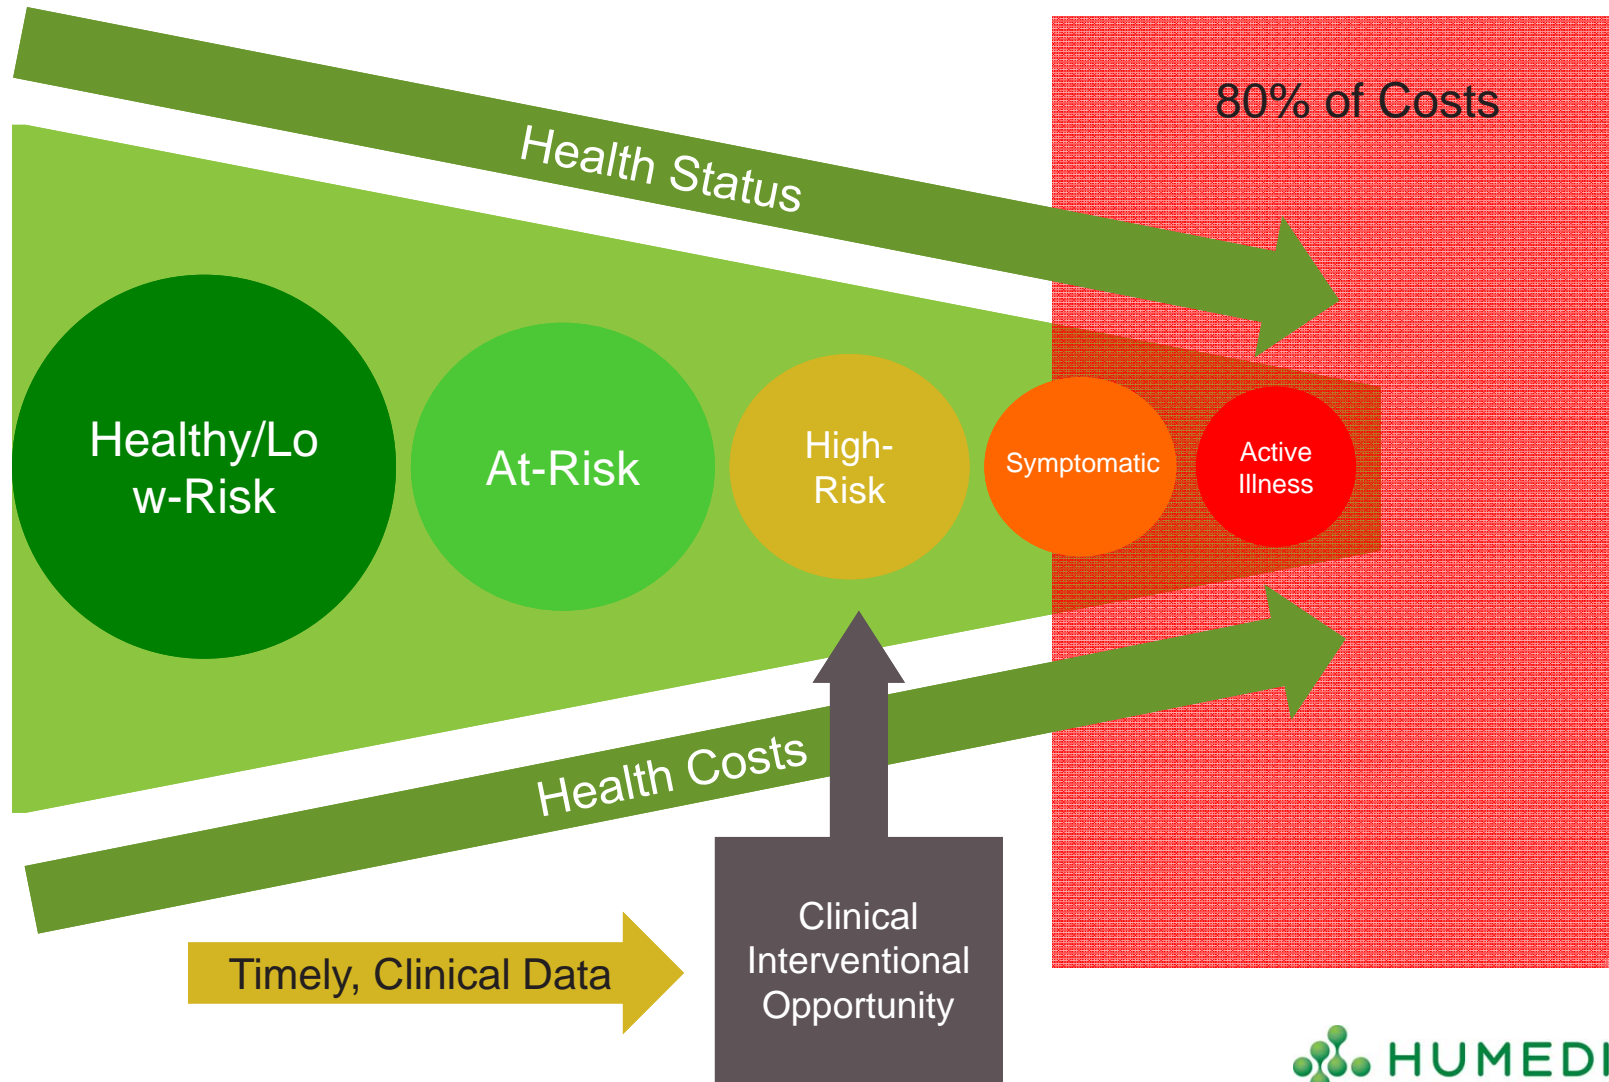 80% of Costs
Health Status
Healthy/Lo
w-Risk
At-Risk
High-
Risk
Symptomatic
Active
Illness
Health Costs
Timely, Clinical Data
Clinical
Interventional
Opportunity
HUMEDI